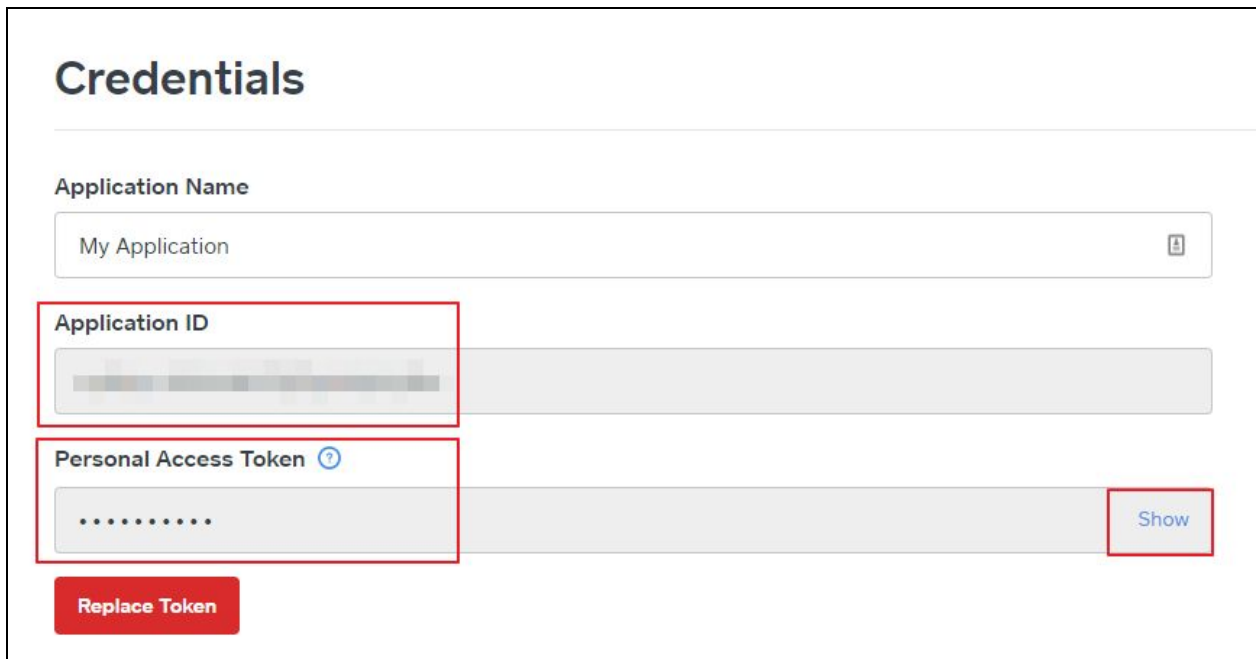 Credentials
Application Name
My Application
Application ID
Personal Access Token ?
••••••••••
Show
Replace Token